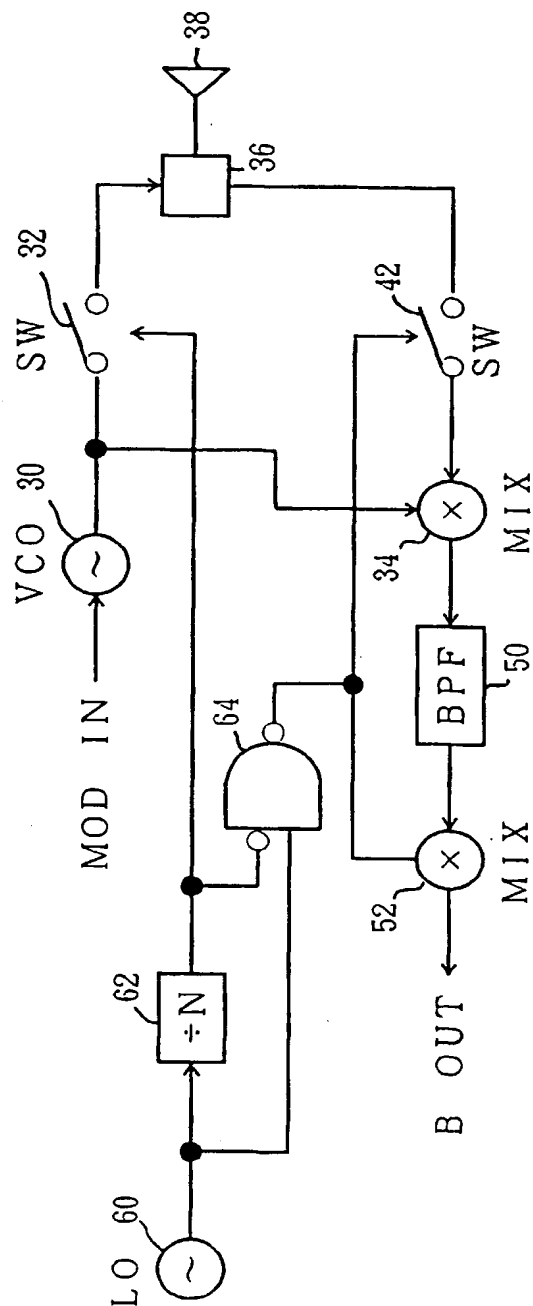 LO 60
÷N
62
64
MOD IN
VCO 30
SW 32
36
38
42
SW
34
MIX
BPF
50
52
MIX
B OUT